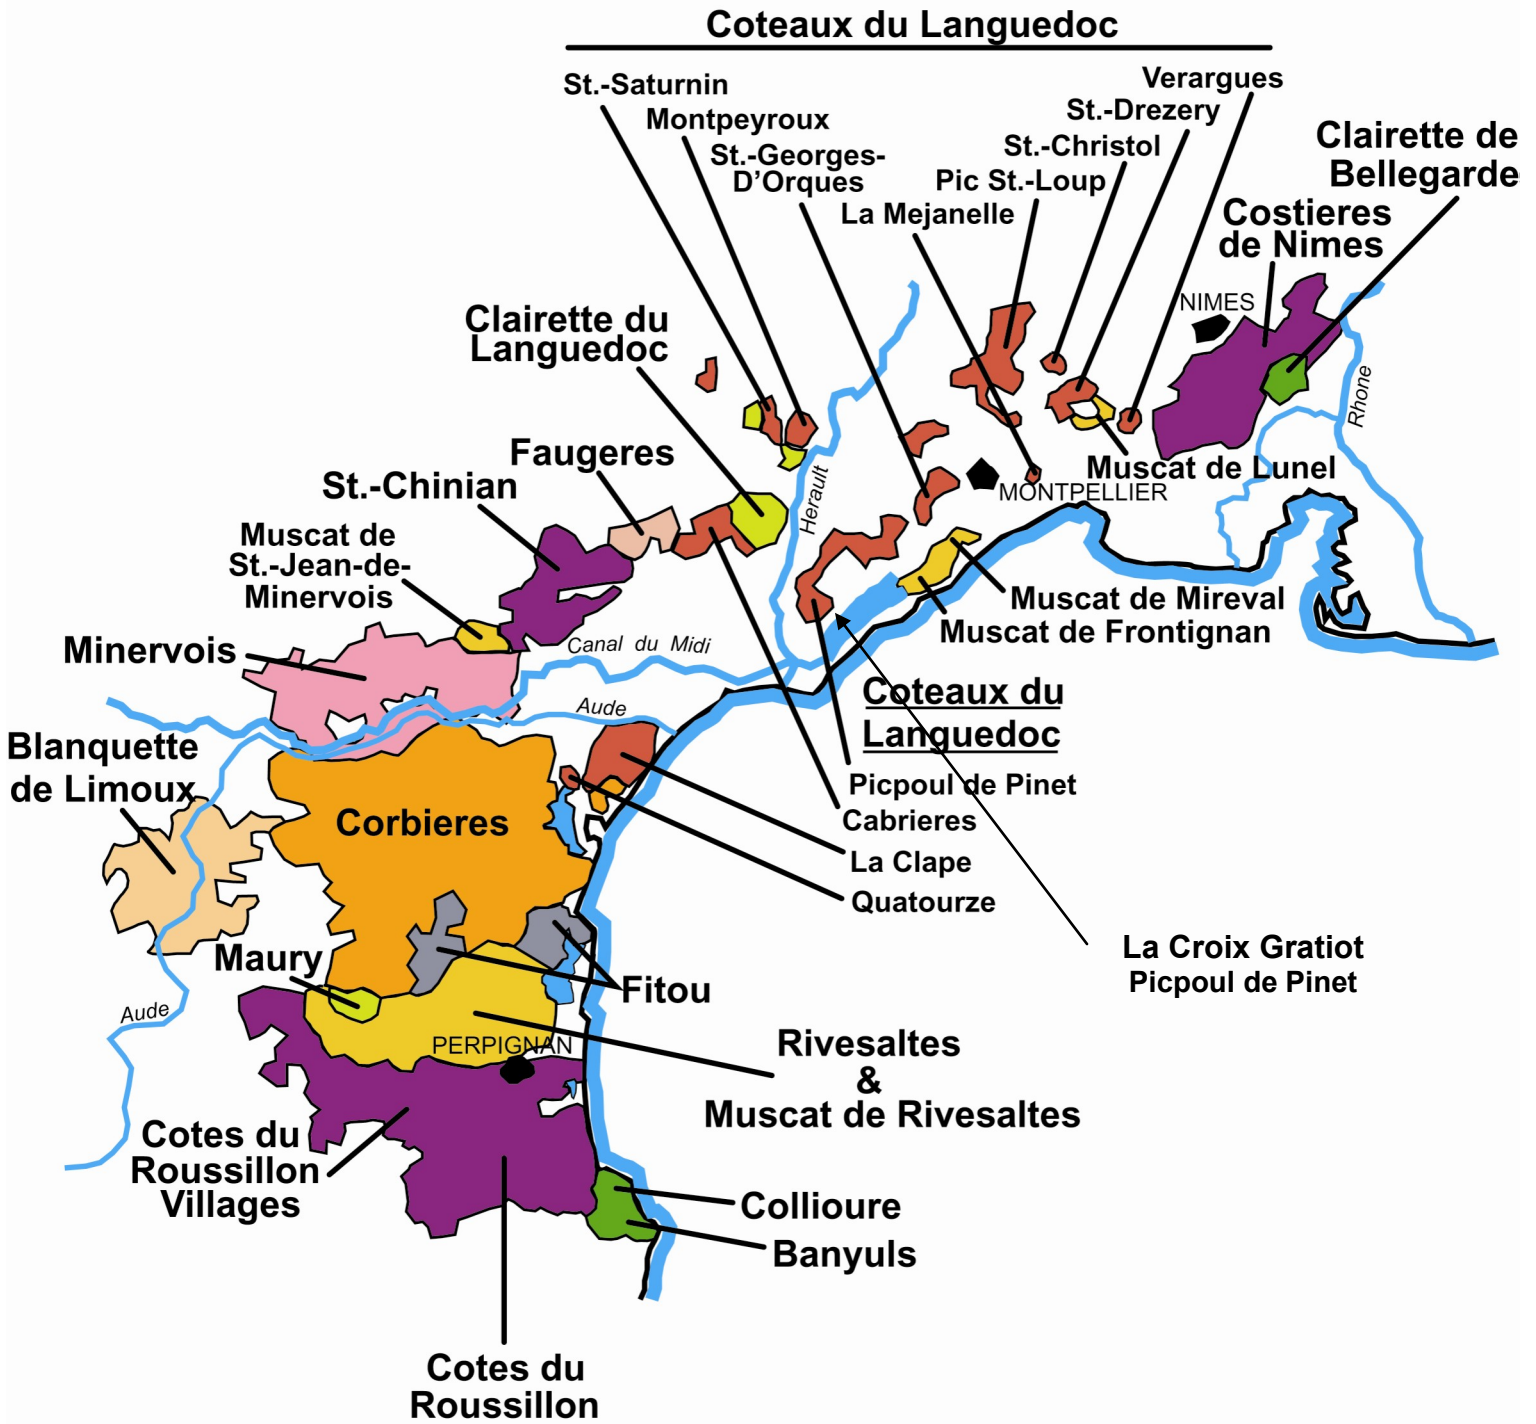 Coteaux du Languedoc
St.-Saturnin
Montpeyroux
St.-Georges-
D'Orques
La Mejanelle
Pic St.-Loup
St.-Christol
St.-Drezery
Verargues
Clairette de
Bellegarde
Costieres
de Nimes
NIMES
Rhone
Clairette du
Languedoc
Faugeres
St.-Chinian
Muscat de
St.-Jean-de-
Minervois
Minervois
Herault
MONTPELLIER
Muscat de Lunel
Muscat de Mireval
Muscat de Frontignan
Canal du Midi
Aude
Coteaux du
Languedoc
Picpoul de Pinet
Cabrieres
La Clape
Quatourze
La Croix Gratiot
Picpoul de Pinet
Blanquette
de Limoux
Corbieres
Maury
Fitou
Aude
PERPIGNAN
Rivesaltes
&
Muscat de Rivesaltes
Cotes du
Roussillon
Villages
Collioure
Banyuls
Cotes du
Roussillon